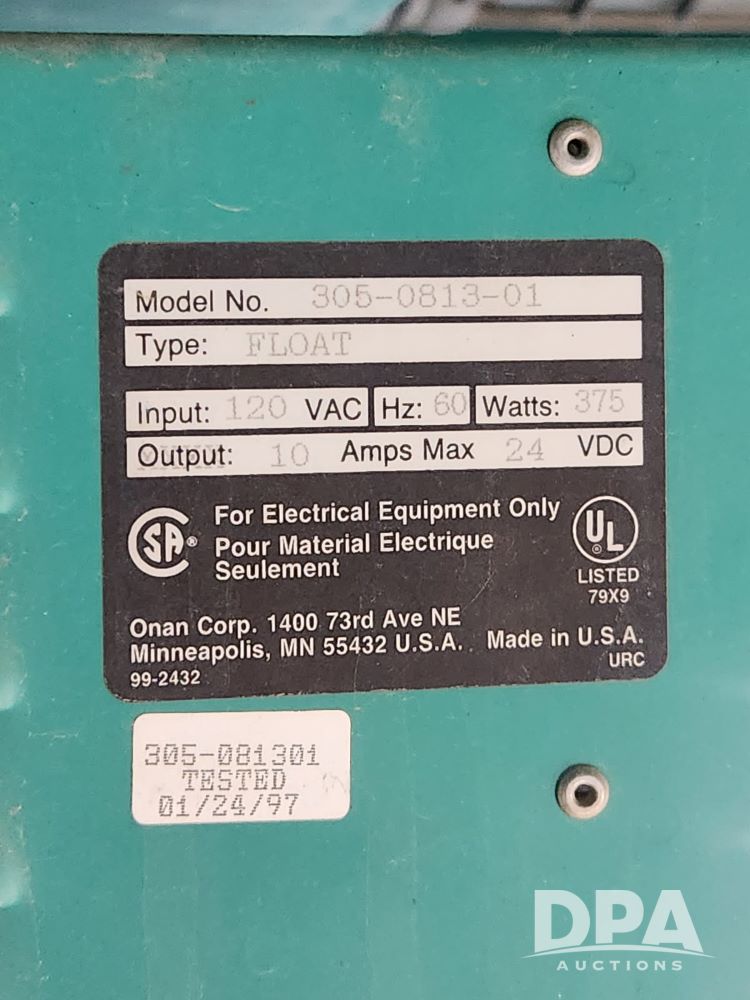 Model No. 305-0813-01
Type: FLOAT
Input: 120 VAC Hz: 60 Watts: 375
Output: 10 Amps Max 24 VDC
SA®
For Electrical Equipment Only
Pour Material Electrique
Seulement
UL
®
LISTED
79X9
Onan Corp. 1400 73rd Ave NE
Minneapolis, MN 55432 U.S.A. Made in U.S.A.
99-2432
URC
305-081301
TESTED
01/24/97
DPA
AUCTIONS